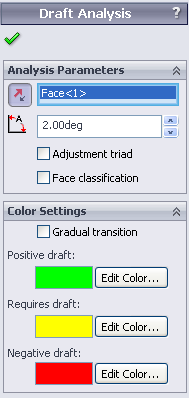 Draft Analysis
?
Analysis Parameters
Face<1>
A
2.00deg
Adjustment triad
Face classification
Color Settings
Gradual transition
Positive draft:
Edit Color...
Requires draft:
Edit Color...
Negative draft:
Edit Color...